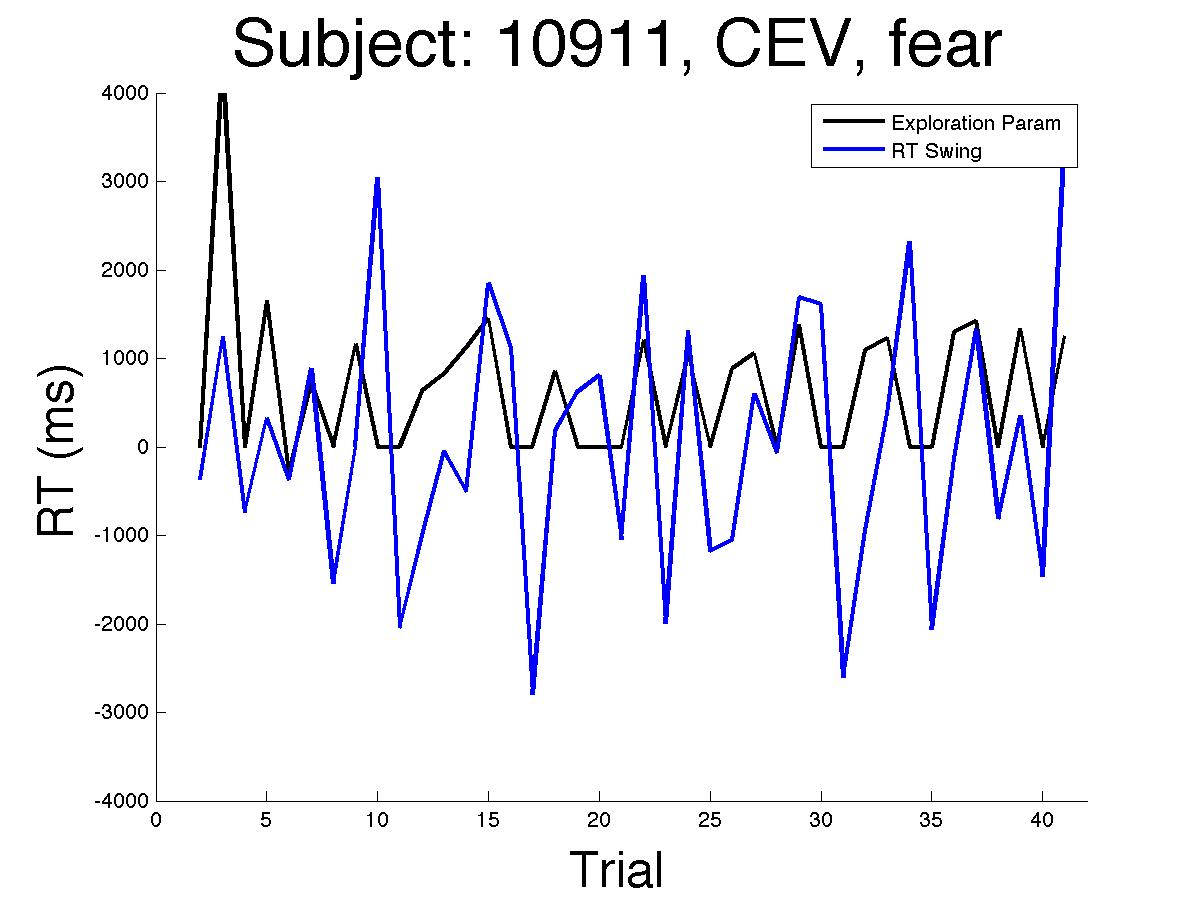 Subject: 10911, CEV, fear
4000
3000
2000
1000
0
-1000
-2000
-3000
-4000
RT (ms)
Exploration Param
RT Swing
0 5 10 15 20 25 30 35 40
Trial